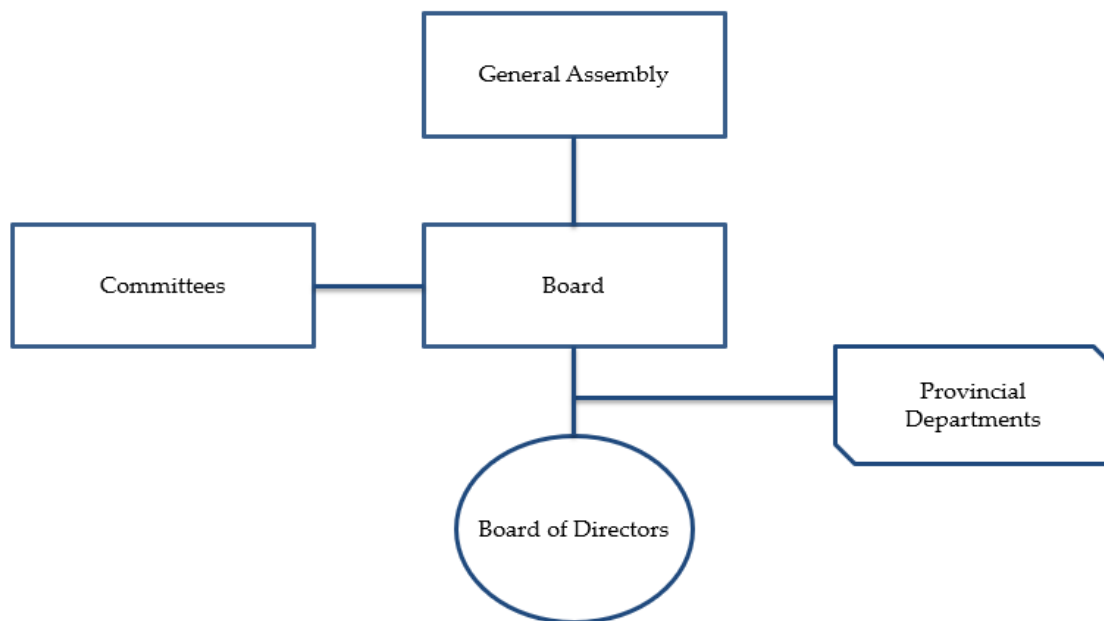 General Assembly
Committees
Board
Provincial
Departments
Board of Directors